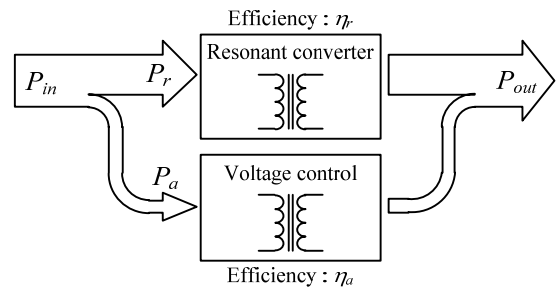 Efficiency : ηr
Resonant converter
Pin
Pr
Pout
Pa
Voltage control
Efficiency : ηa